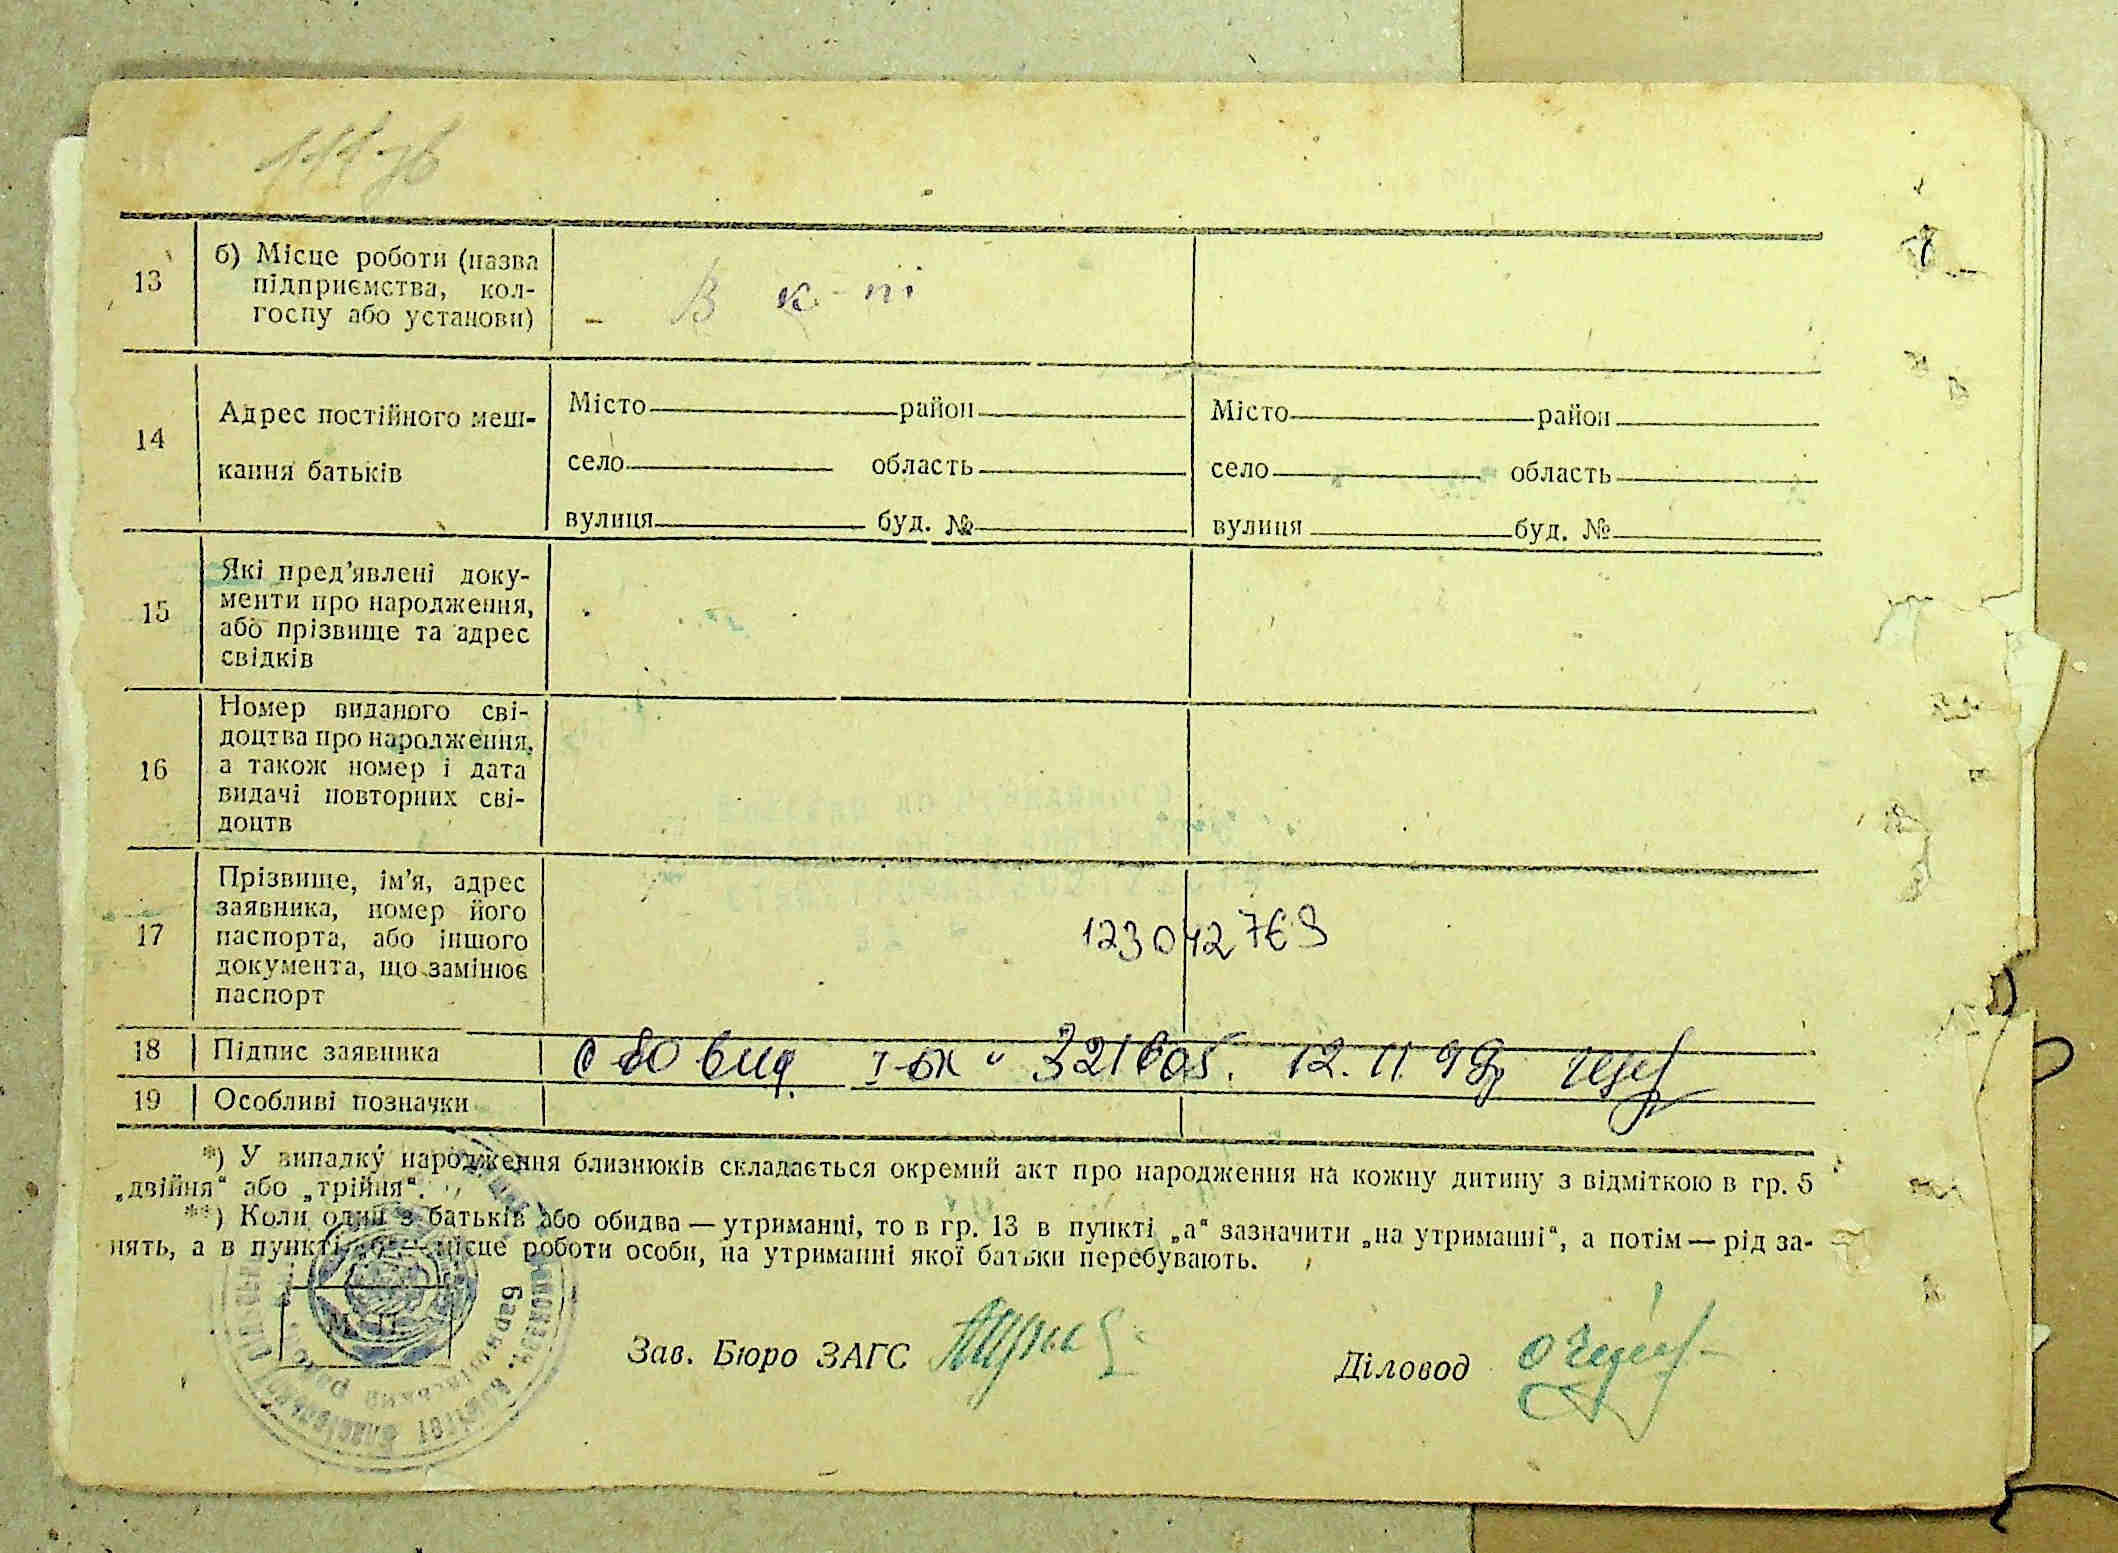 13
б) Місце роботи (назва
підприємства, кол-
госпу або установи)
В к-ті
14
Адрес постійного меш-
кання батьків
Місто район
село область
вулиця буд. №
Місто район
село область
вулиця буд. №
15
Які пред’явлені доку-
менти про народження,
або прізвище та адрес
свідків
16
Номер виданого сві-
доцтва про народження,
а також номер і дата
видачі повторних сві-
доцтв
17
Прізвище, ім’я, адрес
заявника, номер його
паспорта, або іншого
документа, що замінює
паспорт
123042769
18
Підпис заявника
вид. 12.11.98
19
Особливі позначки
*) У випадку народження близнюків складається окремий акт про народження на кожну дитину з відміткою в гр. 5
„двійня“ або „трійня“.
**) Коли один з батьків або обидва — утриманці, то в гр. 13 в пункті „а“ зазначити „на утриманні“, а потім — рід за-
нять, а в пункті „б“ — місце роботи особи, на утриманні якої батьки перебувають.
Зав. Бюро ЗАГС
Діловод